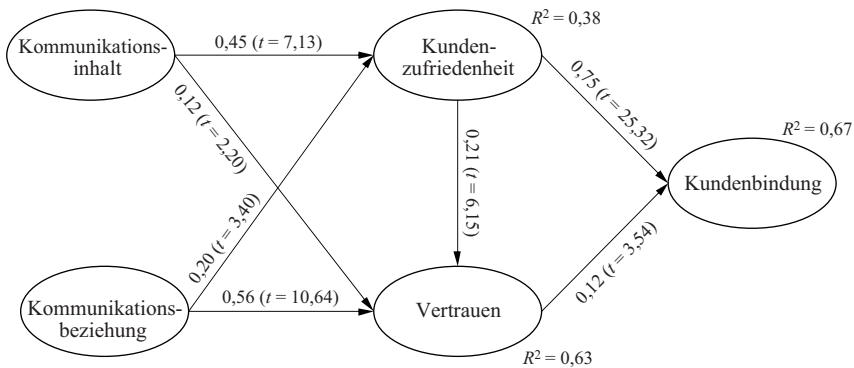 Kommunikations-
inhalt
0,45 (t = 7,13)
Kunden-
zufriedenheit
R² = 0,38
0,12 (t = 2,20)
0,75 (t = 25,32)
0,21 (t = 6,15)
R² = 0,67
Kundenbindung
0,20 (t = 3,40)
0,12 (t = 3,54)
Kommunikations-
beziehung
0,56 (t = 10,64)
Vertrauen
R² = 0,63